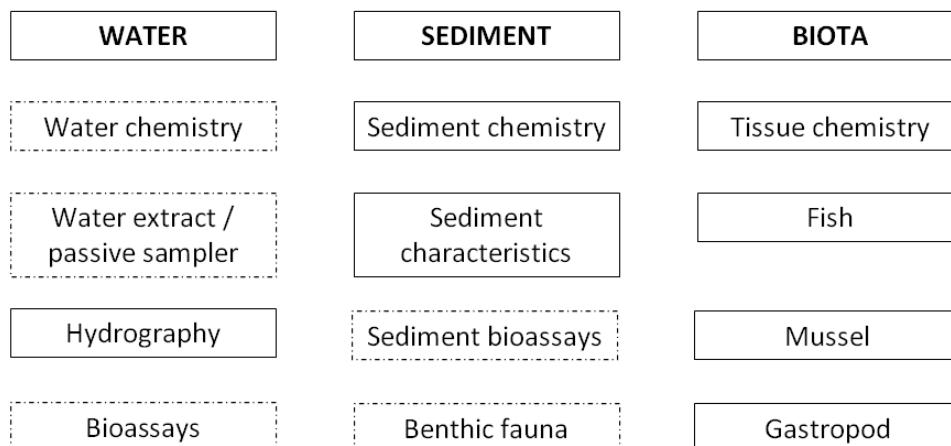 WATER
SEDIMENT
BIOTA
Water chemistry
Sediment chemistry
Tissue chemistry
Water extract /
passive sampler
Sediment
characteristics
Fish
Hydrography
Sediment bioassays
Mussel
Bioassays
Benthic fauna
Gastropod